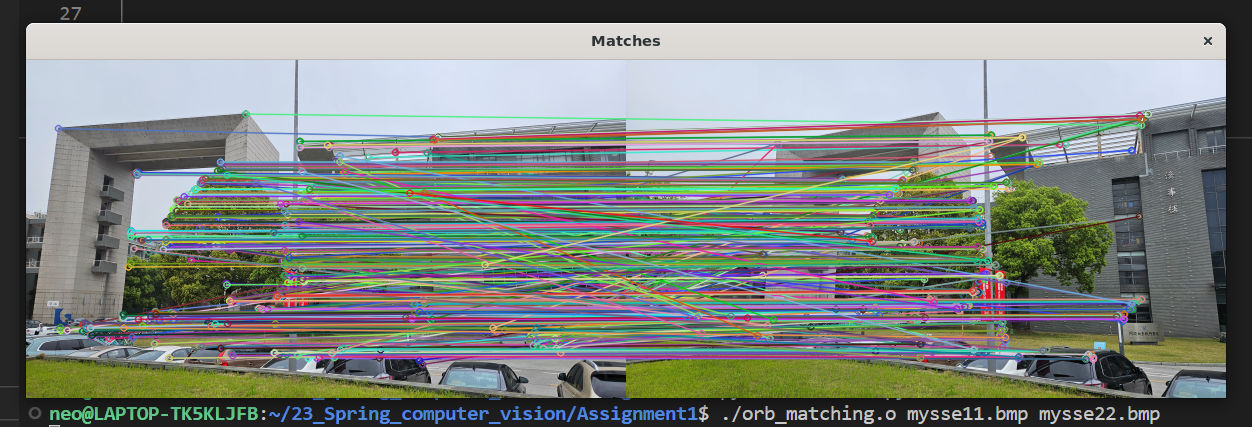 27
Matches
×
neo@LAPTOP-TK5KLJFB:~/23_Spring_computer_vision/Assignment1$ ./orb_matching.o mysse11.bmp mysse22.bmp